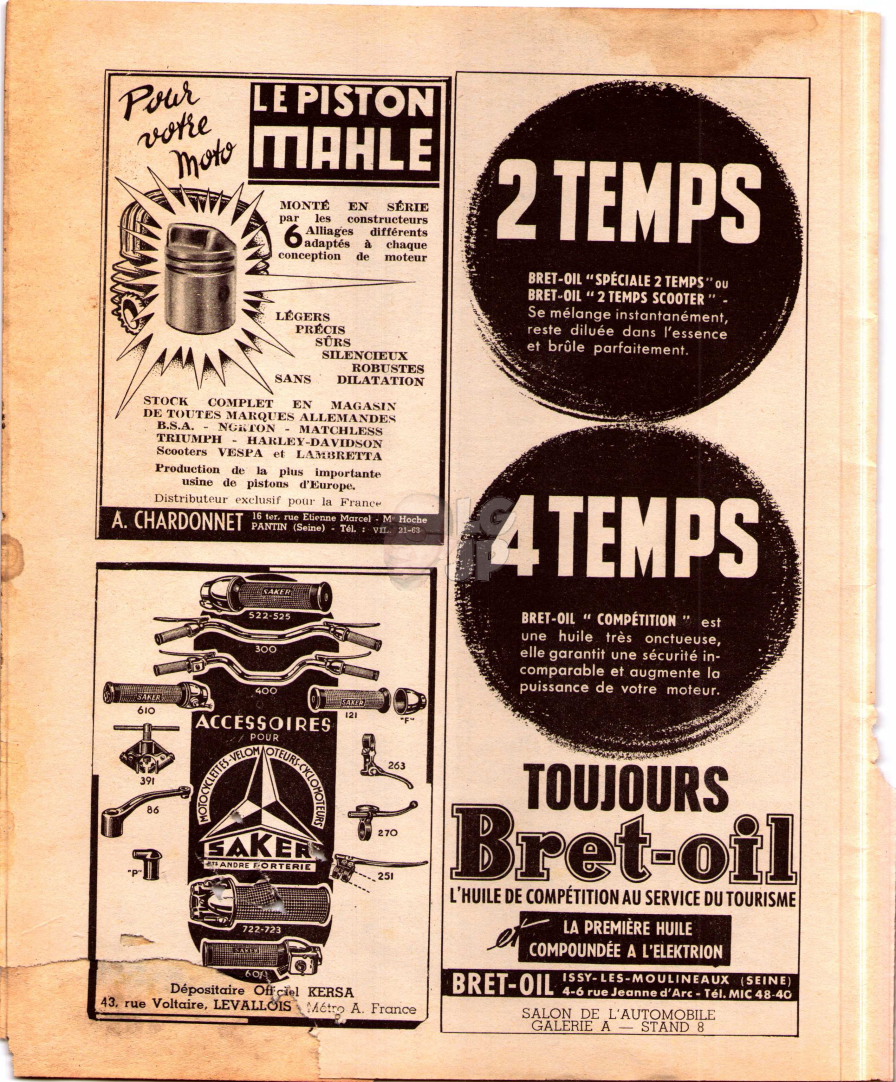 Pour
votre
Moto
LE PISTON
MAHLE
MONTÉ EN SÉRIE
par les constructeurs
6 Alliages différents
adaptés à chaque
conception de moteur
LÉGERS
PRÉCIS
SÛRS
SILENCIEUX
ROBUSTES
SANS DILATATION
STOCK COMPLET EN MAGASIN
DE TOUTES MARQUES ALLEMANDES
B.S.A. - NORTON - MATCHLESS
TRIUMPH - HARLEY-DAVIDSON
Scooters VESPA et LAMBRETTA
Production de la plus importante
usine de pistons d'Europe.
Distributeur exclusif pour la France
A. CHARDONNET
16 ter, rue Etienne Marcel - Mº Hoche
PANTIN (Seine) - Tél. : VIL. 21-63
SAKER
522-525
300
400
SAKER
610
SAKER
121
"F"
ACCESSOIRES
POUR
MOTOCYCLETTES-VELOMOTEURS-CYCLOMOTEURS
391
263
86
270
SAKER
ETS ANDRE PORTERIE
"P"
251
722-723
SAKER
601
Dépositaire Officiel KERSA
43, rue Voltaire, LEVALLOIS Métro A. France
2 TEMPS
BRET-OIL "SPÉCIALE 2 TEMPS" OU
BRET-OIL "2 TEMPS SCOOTER" -
Se mélange instantanément,
reste diluée dans l'essence
et brûle parfaitement.
4 TEMPS
BRET-OIL " COMPÉTITION " est
une huile très onctueuse,
elle garantit une sécurité in-
comparable et augmente la
puissance de votre moteur.
TOUJOURS
Bret-oil
L'HUILE DE COMPÉTITION AU SERVICE DU TOURISME
et LA PREMIÈRE HUILE
COMPOUNDÉE A L'ELEKTRION
BRET-OIL
ISSY-LES-MOULINEAUX (SEINE)
4-6 rue Jeanne d'Arc - Tél. MIC 48-40
SALON DE L'AUTOMOBILE
GALERIE A — STAND 8